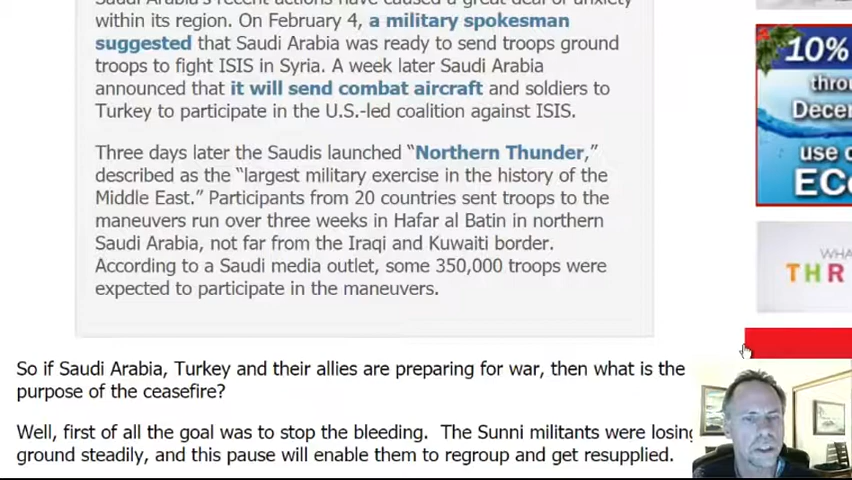 within its region. On February 4, a military spokesman
suggested that Saudi Arabia was ready to send troops ground
troops to fight ISIS in Syria. A week later Saudi Arabia
announced that it will send combat aircraft and soldiers to
Turkey to participate in the U.S.-led coalition against ISIS.
Three days later the Saudis launched “Northern Thunder,”
described as the “largest military exercise in the history of the
Middle East.” Participants from 20 countries sent troops to the
maneuvers run over three weeks in Hafar al Batin in northern
Saudi Arabia, not far from the Iraqi and Kuwaiti border.
According to a Saudi media outlet, some 350,000 troops were
expected to participate in the maneuvers.
So if Saudi Arabia, Turkey and their allies are preparing for war, then what is the
purpose of the ceasefire?
Well, first of all the goal was to stop the bleeding.  The Sunni militants were losing
ground steadily, and this pause will enable them to regroup and get resupplied.
10%
thro
Decem
use c
ECo
WHA
THR